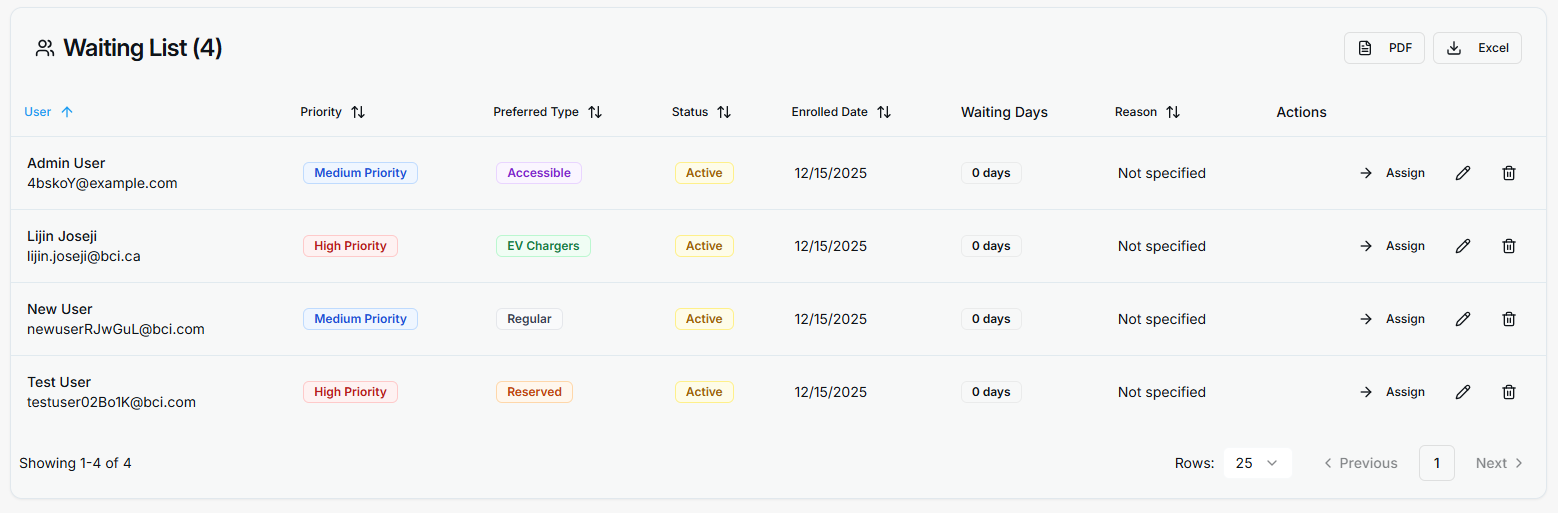 Waiting List (4)
PDF Excel
User Priority Preferred Type Status Enrolled Date Waiting Days Reason Actions
Admin User
4bskoY@example.com
Medium Priority Accessible Active 12/15/2025 0 days Not specified Assign
Lijin Joseji
lijin.joseji@bci.ca
High Priority EV Chargers Active 12/15/2025 0 days Not specified Assign
New User
newuserRJwGuL@bci.com
Medium Priority Regular Active 12/15/2025 0 days Not specified Assign
Test User
testuser02Bo1K@bci.com
High Priority Reserved Active 12/15/2025 0 days Not specified Assign
Showing 1-4 of 4 Rows: 25 Previous 1 Next